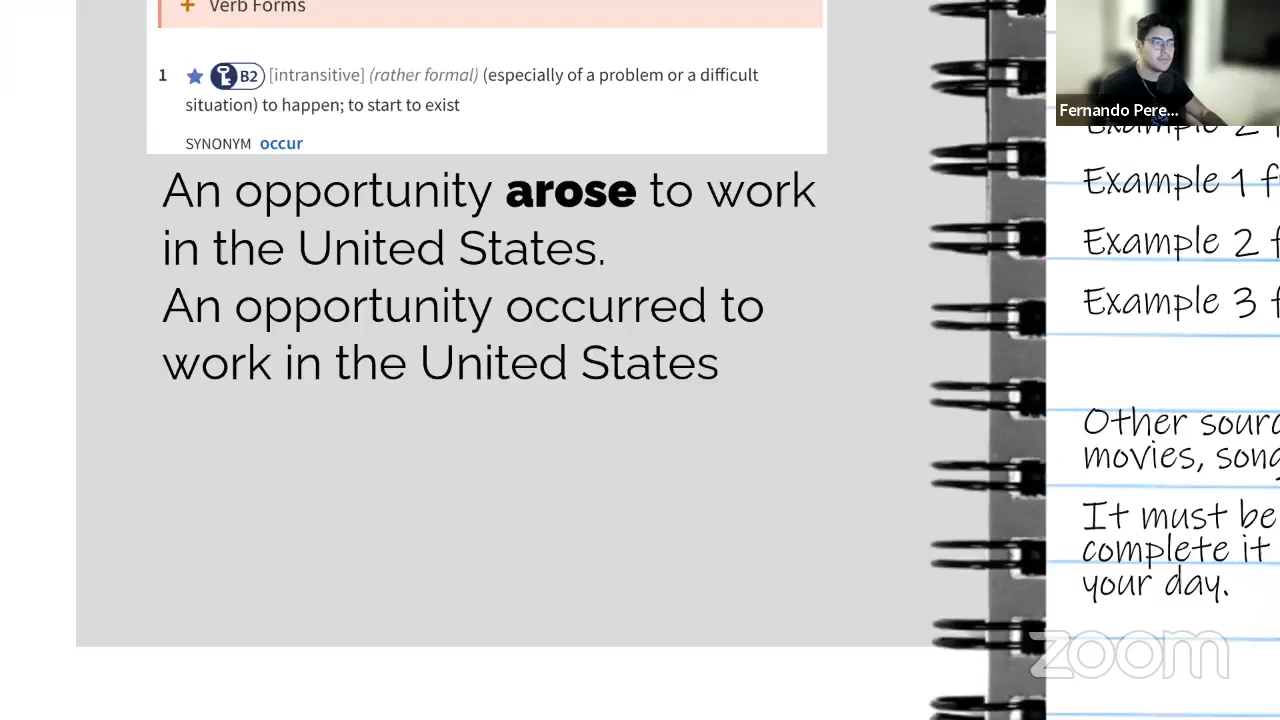 + Verb Forms
1 ★ B2 [intransitive] (rather formal) (especially of a problem or a difficult
situation) to happen; to start to exist
SYNONYM occur
An opportunity arose to work
in the United States.
An opportunity occurred to
work in the United States
Fernando Pere...
Example 2 f
Example 1 f
Example 2 f
Example 3 f
Other sourc
movies, song
It must be
complete it
your day.
zoom